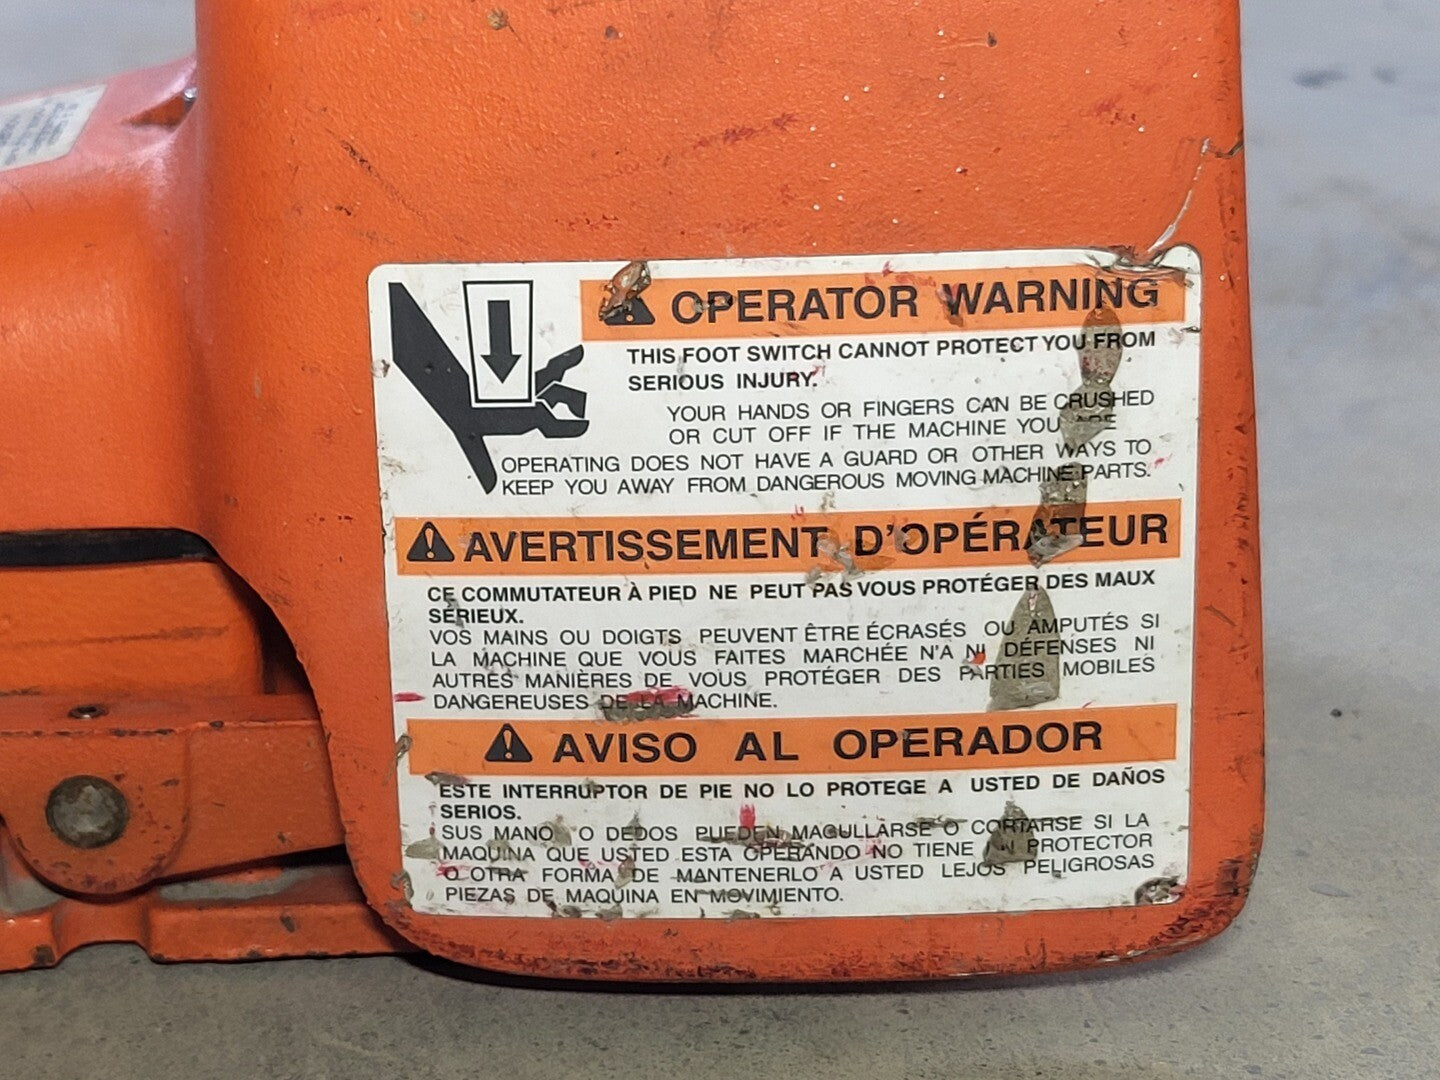 OPERATOR WARNING
THIS FOOT SWITCH CANNOT PROTECT YOU FROM
SERIOUS INJURY.
YOUR HANDS OR FINGERS CAN BE CRUSHED
OR CUT OFF IF THE MACHINE YOU ARE
OPERATING DOES NOT HAVE A GUARD OR OTHER WAYS TO
KEEP YOU AWAY FROM DANGEROUS MOVING MACHINE PARTS.
AVERTISSEMENT D'OPÉRATEUR
CE COMMUTATEUR À PIED NE PEUT PAS VOUS PROTÉGER DES MAUX
SÉRIEUX.
VOS MAINS OU DOIGTS PEUVENT ÊTRE ÉCRASÉS OU AMPUTÉS SI
LA MACHINE QUE VOUS FAITES MARCHÉE N'A NI DÉFENSES NI
AUTRES MANIÈRES DE VOUS PROTÉGER DES PARTIES MOBILES
DANGEREUSES DE LA MACHINE.
AVISO AL OPERADOR
ESTE INTERRUPTOR DE PIE NO LO PROTEGE A USTED DE DAÑOS
SERIOS.
SUS MANO O DEDOS PUEDEN MAGULLARSE O CORTARSE SI LA
MAQUINA QUE USTED ESTA OPERANDO NO TIENE UN PROTECTOR
O OTRA FORMA DE MANTENERLO A USTED LEJOS PELIGROSAS
PIEZAS DE MAQUINA EN MOVIMIENTO.